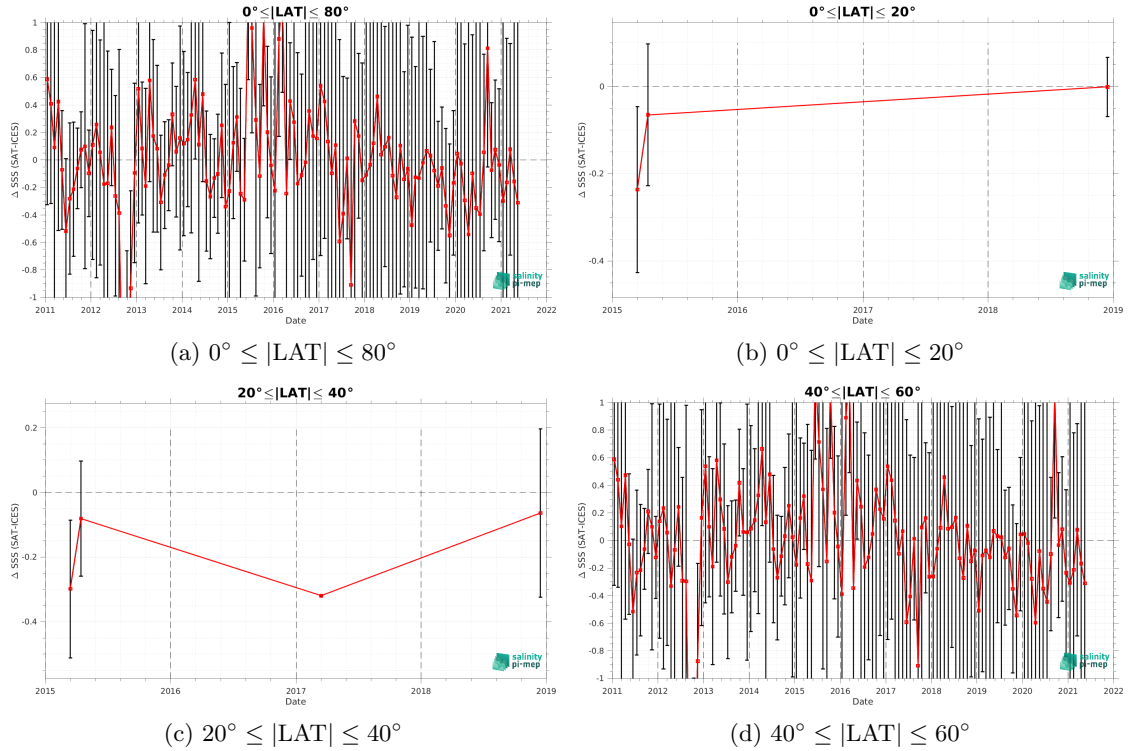 0°≤|LAT|≤ 80°
Δ SSS (SAT-ICES)
1
0.8
0.6
0.4
0.2
0
-0.2
-0.4
-0.6
-0.8
-1
2011 2012 2013 2014 2015 2016 2017 2018 2019 2020 2021 2022
Date
salinity
pi-mep
(a) 0° ≤ |LAT| ≤ 80°
0°≤|LAT|≤ 20°
Δ SSS (SAT-ICES)
0
-0.2
-0.4
2015 2016 2017 2018 2019
Date
salinity
pi-mep
(b) 0° ≤ |LAT| ≤ 20°
20°≤|LAT|≤ 40°
Δ SSS (SAT-ICES)
0.2
0
-0.2
-0.4
2015 2016 2017 2018 2019
Date
salinity
pi-mep
(c) 20° ≤ |LAT| ≤ 40°
40°≤|LAT|≤ 60°
Δ SSS (SAT-ICES)
1
0.8
0.6
0.4
0.2
0
-0.2
-0.4
-0.6
-0.8
-1
2011 2012 2013 2014 2015 2016 2017 2018 2019 2020 2021 2022
Date
salinity
pi-mep
(d) 40° ≤ |LAT| ≤ 60°